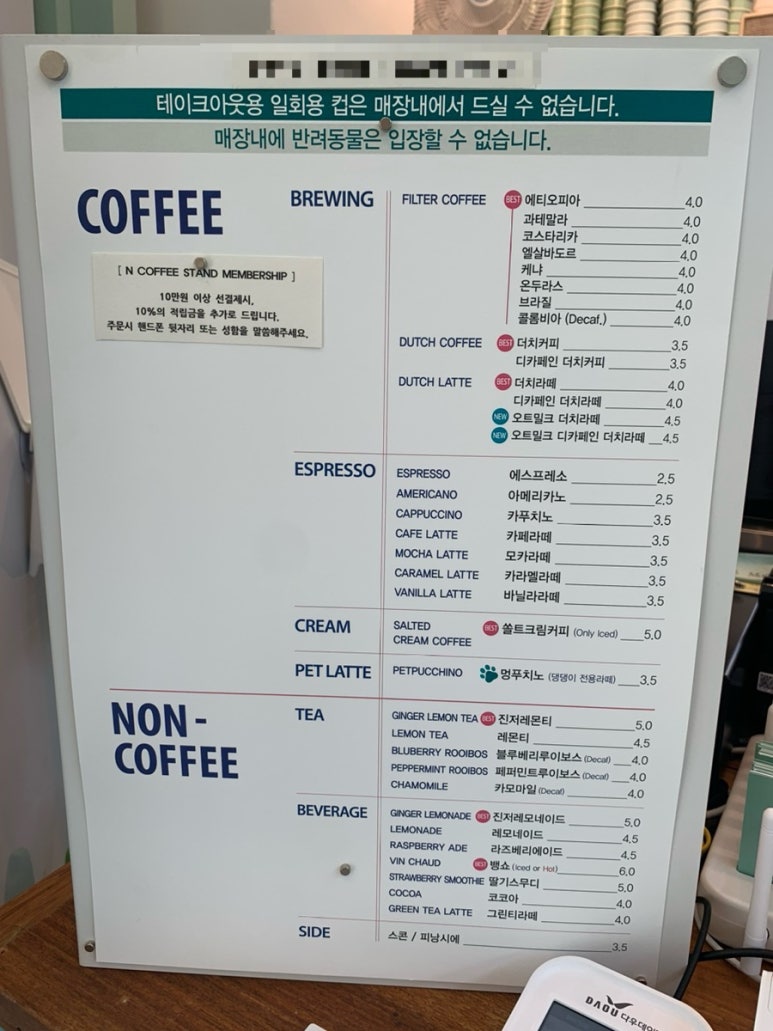 테이크아웃용 일회용 컵은 매장내에서 드실 수 없습니다.
매장내에 반려동물은 입장할 수 없습니다.
COFFEE
[ N COFFEE STAND MEMBERSHIP ]
10만원 이상 선결제시,
10%의 적립금을 추가로 드립니다.
주문시 핸드폰 뒷자리 또는 성함을 말씀해주세요.
BREWING
FILTER COFFEE BEST 에티오피아 4.0
과테말라 4.0
코스타리카 4.0
엘살바도르 4.0
케냐 4.0
온두라스 4.0
브라질 4.0
콜롬비아 (Decaf.) 4.0
DUTCH COFFEE BEST 더치커피 3.5
디카페인 더치커피 3.5
DUTCH LATTE BEST 더치라떼 4.0
디카페인 더치라떼 4.0
NEW 오트밀크 더치라떼 4.5
NEW 오트밀크 디카페인 더치라떼 4.5
ESPRESSO
ESPRESSO 에스프레소 2.5
AMERICANO 아메리카노 2.5
CAPPUCCINO 카푸치노 3.5
CAFE LATTE 카페라떼 3.5
MOCHA LATTE 모카라떼 3.5
CARAMEL LATTE 카라멜라떼 3.5
VANILLA LATTE 바닐라라떼 3.5
CREAM
SALTED BEST 쏠트크림커피 (Only Iced) 5.0
CREAM COFFEE
PET LATTE
PETPUCCHINO 멍푸치노 (댕댕이 전용라떼) 3.5
NON-
COFFEE
TEA
GINGER LEMON TEA BEST 진저레몬티 5.0
LEMON TEA 레몬티 4.5
BLUBERRY ROOIBOS 블루베리루이보스 (Decaf) 4.0
PEPPERMINT ROOIBOS 페퍼민트루이보스 (Decaf) 4.0
CHAMOMILE 카모마일 (Decaf) 4.0
BEVERAGE
GINGER LEMONADE BEST 진저레모네이드 5.0
LEMONADE 레모네이드 4.5
RASPBERRY ADE 라즈베리에이드 4.5
VIN CHAUD BEST 뱅쇼 (Iced or Hot) 6.0
STRAWBERRY SMOOTHIE 딸기스무디 5.0
COCOA 코코아 4.0
GREEN TEA LATTE 그린티라떼 4.0
SIDE
스콘 / 피낭시에 3.5
DAOU 다우데이타